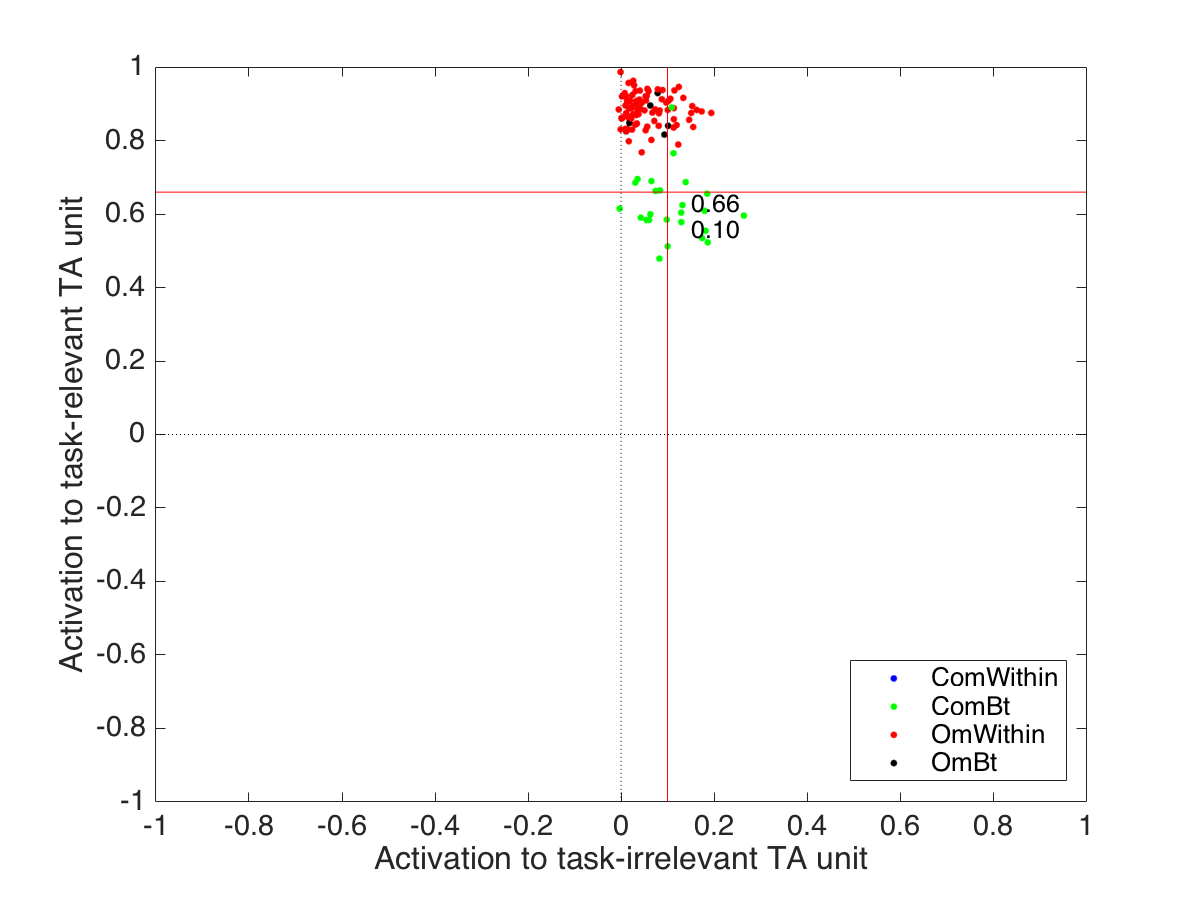 Activation to task-relevant TA unit
1
0.8
0.6
0.4
0.2
0
-0.2
-0.4
-0.6
-0.8
-1
0.66
0.10
ComWithin
ComBt
OmWithin
OmBt
-1 -0.8 -0.6 -0.4 -0.2 0 0.2 0.4 0.6 0.8 1
Activation to task-irrelevant TA unit